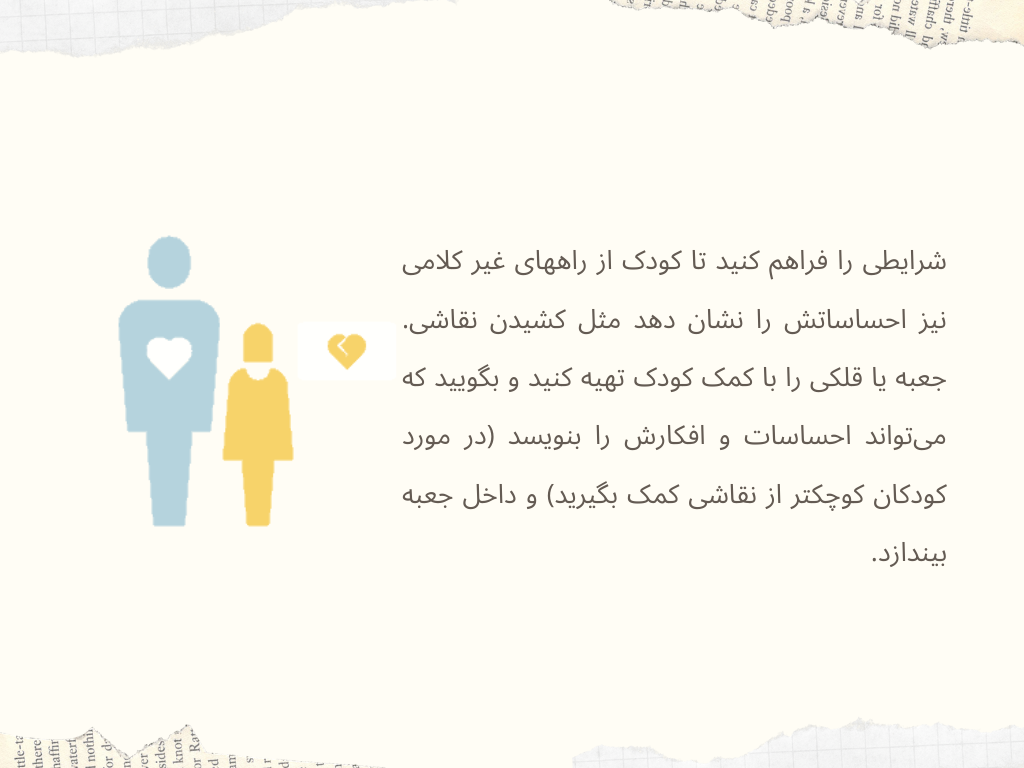 شرایطی را فراهم کنید تا کودک از راههای غیر کلامی
نیز احساساتش را نشان دهد مثل کشیدن نقاشی.
جعبه یا قلکی را با کمک کودک تهیه کنید و بگویید که
می‌تواند احساسات و افکارش را بنویسد (در مورد
کودکان کوچکتر از نقاشی کمک بگیرید) و داخل جعبه
بیندازد.